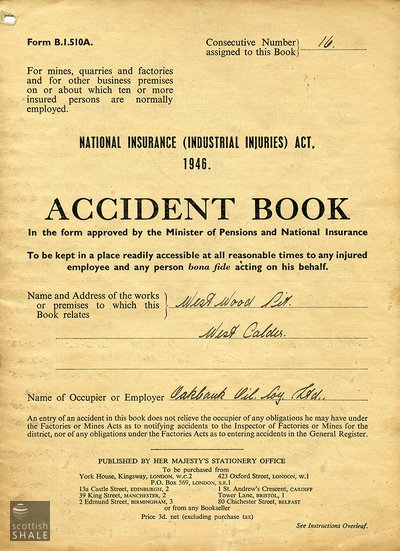 Form B.I.510A.
Consecutive Number
assigned to this Book
16.
For mines, quarries and factories
and for other business premises
on or about which ten or more
insured persons are normally
employed.
NATIONAL INSURANCE (INDUSTRIAL INJURIES) ACT,
1946.
ACCIDENT BOOK
In the form approved by the Minister of Pensions and National Insurance
To be kept in a place readily accessible at all reasonable times to any injured
employee and any person bona fide acting on his behalf.
Name and Address of the works
or premises to which this
Book relates
West Wood Pit.
West Calder.
Name of Occupier or Employer Oakbank Oil Coy Ltd.
An entry of an accident in this book does not relieve the occupier of any obligations he may have under
the Factories or Mines Acts as to notifying accidents to the Inspector of Factories or Mines for the
district, nor of any obligations under the Factories Acts as to entering accidents in the General Register.
PUBLISHED BY HER MAJESTY'S STATIONERY OFFICE
To be purchased from
York House, Kingsway, LONDON, W.C.2 423 Oxford Street, LONDON, W.1
P.O. Box 569, LONDON, S.E.1
13a Castle Street, EDINBURGH, 2 1 St. Andrew's Crescent, CARDIFF
39 King Street, MANCHESTER, 2 Tower Lane, BRISTOL, 1
2 Edmund Street, BIRMINGHAM, 3 80 Chichester Street, BELFAST
or from any Bookseller
Price 3d. net (excluding purchase tax)
See Instructions Overleaf.
scottish
SHALE